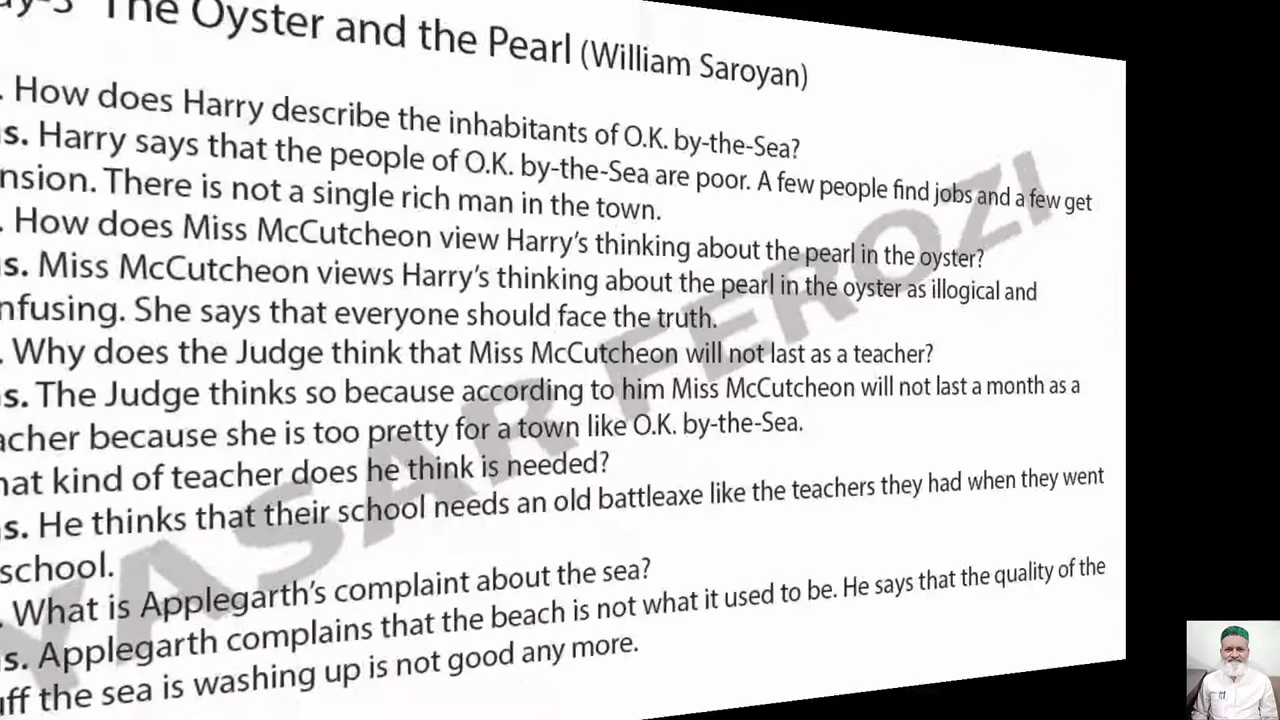 The Oyster and the Pearl (William Saroyan)
. How does Harry describe the inhabitants of O.K. by-the-Sea?
s. Harry says that the people of O.K. by-the-Sea are poor. A few people find jobs and a few get
nsion. There is not a single rich man in the town.
. How does Miss McCutcheon view Harry's thinking about the pearl in the oyster?
s. Miss McCutcheon views Harry's thinking about the pearl in the oyster as illogical and
nfusing. She says that everyone should face the truth.
. Why does the Judge think that Miss McCutcheon will not last as a teacher?
s. The Judge thinks so because according to him Miss McCutcheon will not last a month as a
acher because she is too pretty for a town like O.K. by-the-Sea.
hat kind of teacher does he think is needed?
s. He thinks that their school needs an old battleaxe like the teachers they had when they went
school.
. What is Applegarth's complaint about the sea?
s. Applegarth complains that the beach is not what it used to be. He says that the quality of the
uff the sea is washing up is not good any more.
YASAR FEROZI